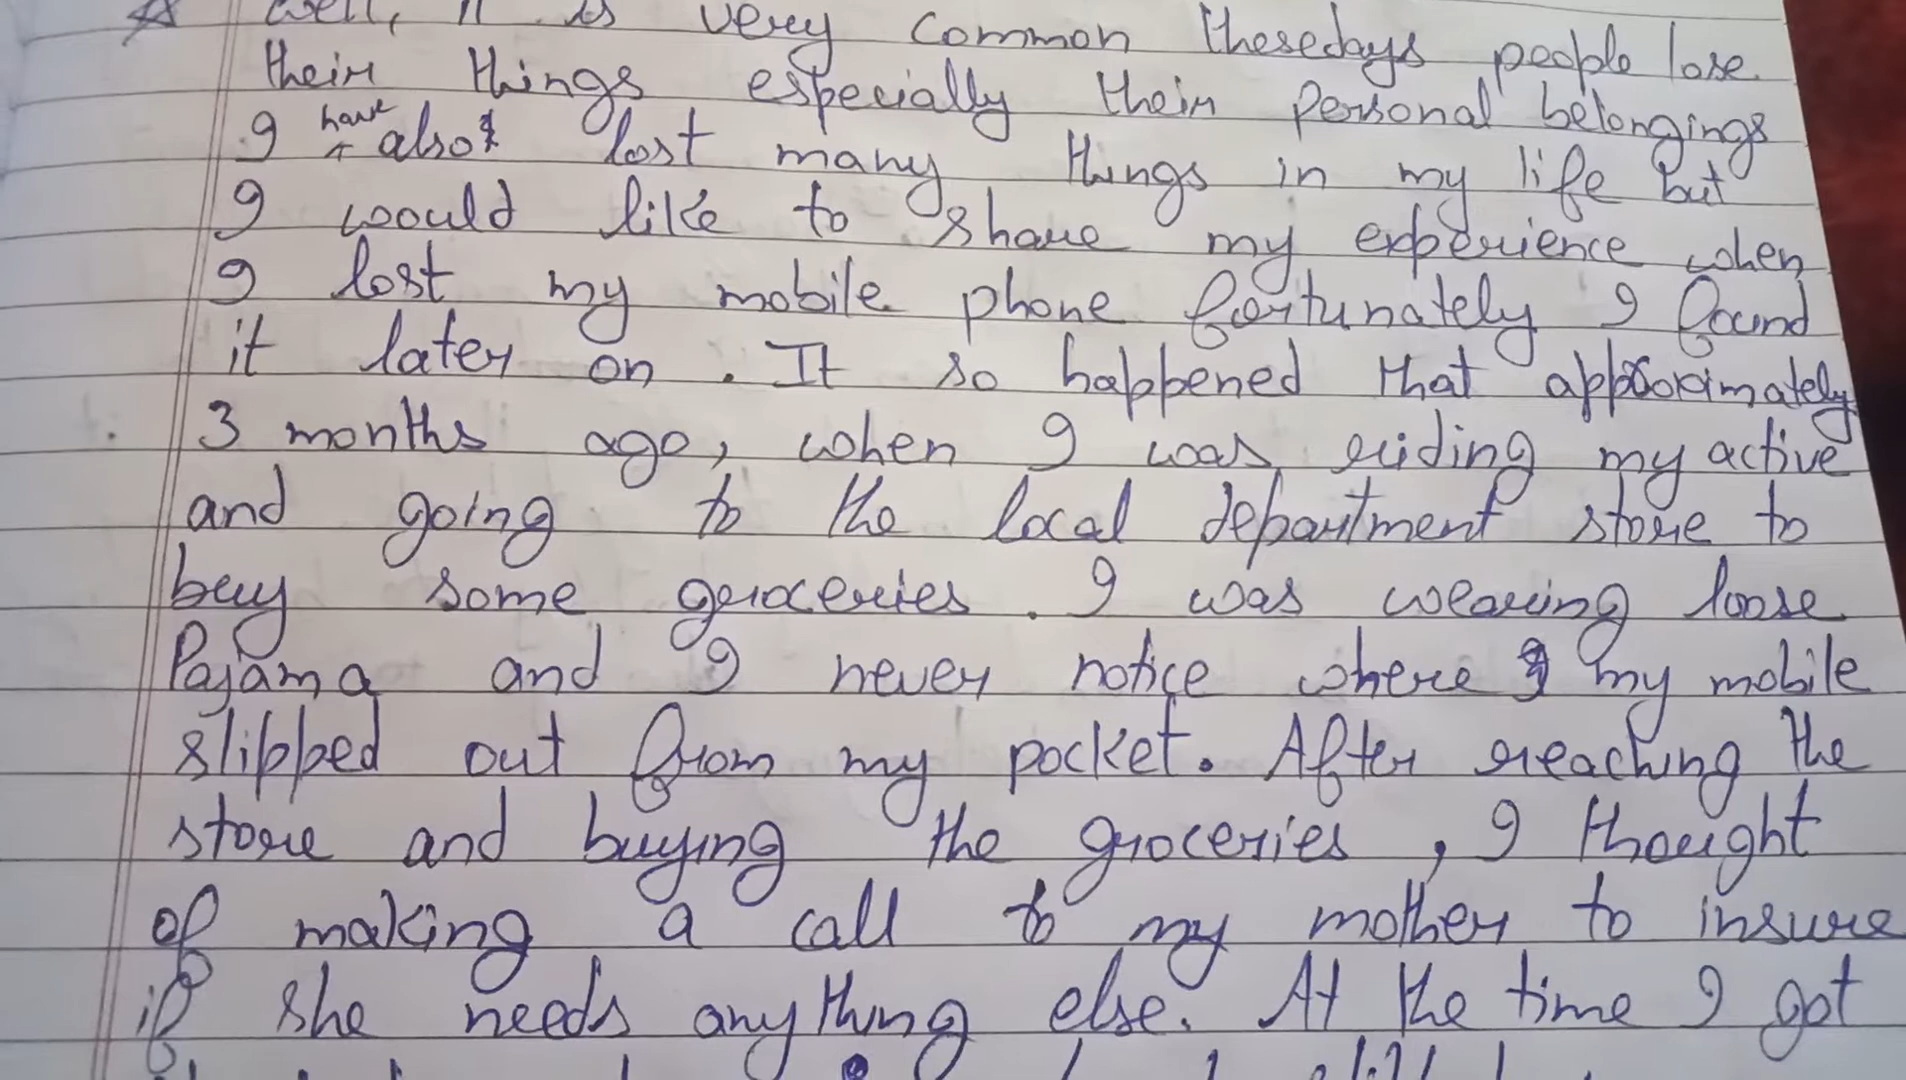 Well, it is very common thesedays people lose
their things especially their personal belongings
I have also lost many things in my life but
I would like to share my experience when
I lost my mobile phone fortunately I found
it later on. It so happened that approximately
3 months ago, when I was riding my active
and going to the local department store to
buy some groceries. I was wearing loose
Pajama and I never notice where my mobile
slipped out from my pocket. After reaching the
store and buying the groceries, I thought
of making a call to my mother to insure
if she needs anything else. At the time I got